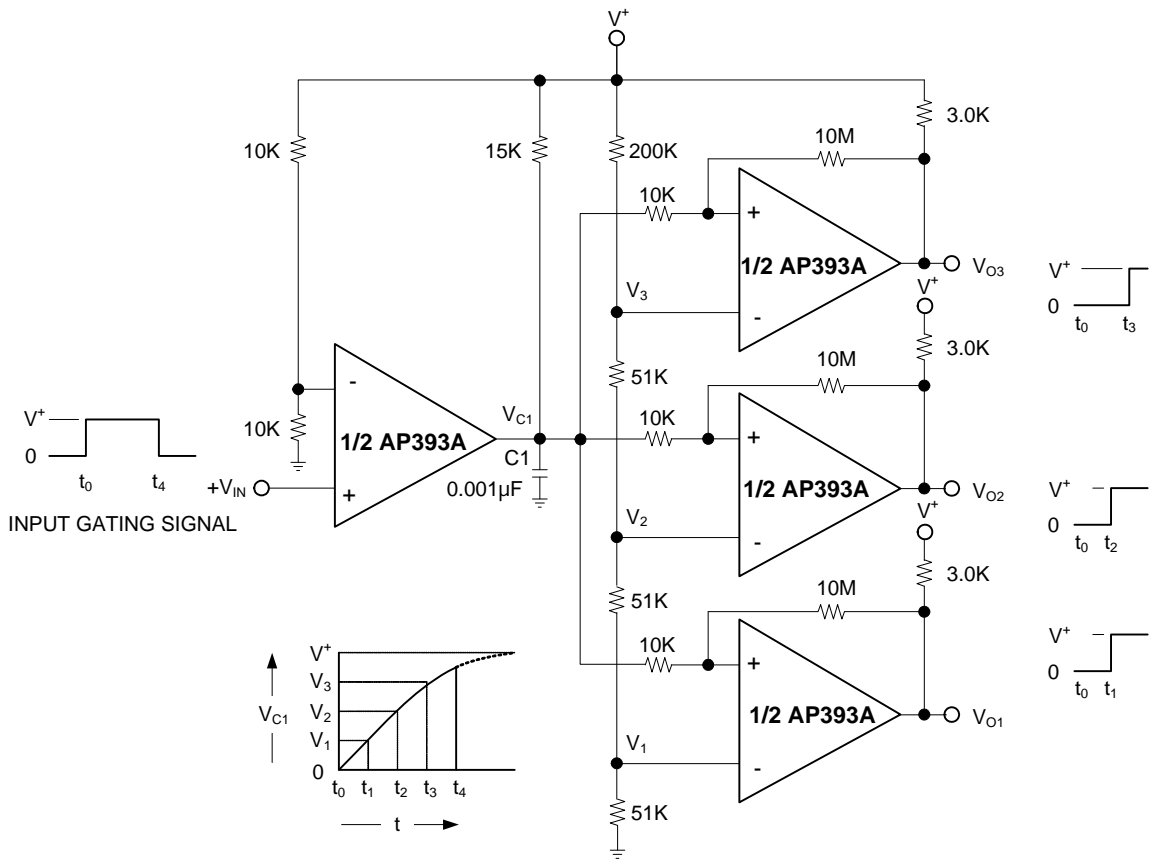 V+
10K
15K
200K
10M
3.0K
10K
+
1/2 AP393A
-
VO3
V+
0
t0 t3
V3
V+
3.0K
51K
10M
V+
0
t0 t4
+VIN
INPUT GATING SIGNAL
10K
-
1/2 AP393A
+
VC1
C1
0.001µF
10K
+
1/2 AP393A
-
VO2
V+
0
t0 t2
V2
V+
3.0K
51K
10M
10K
+
1/2 AP393A
-
VO1
V+
0
t0 t1
V1
51K
VC1
V+
V3
V2
V1
0
t0 t1 t2 t3 t4
t